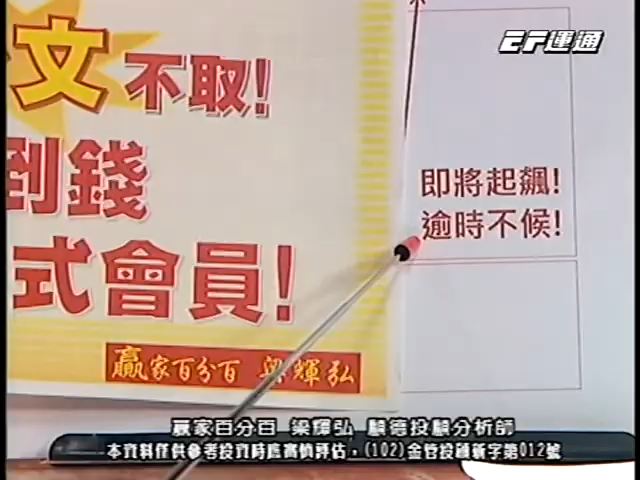 EF運通
文不取!
到錢
式會員!
即將起飆!
逾時不候!
贏家百分百 梁輝弘
贏家百分百 梁輝弘 願德投顧分析師
本資料僅供參考投資時應審慎評估，(102)金管投顧新字第012號